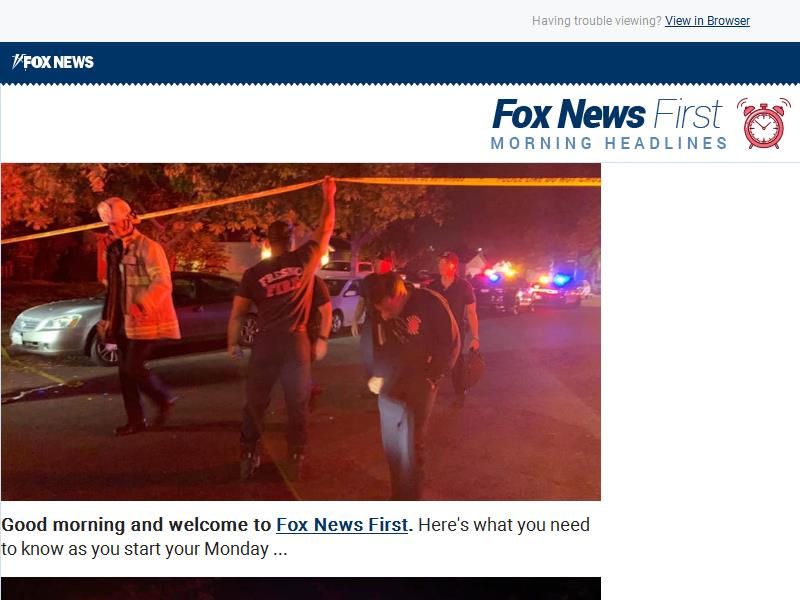 Having trouble viewing? View in Browser
FOX NEWS
Fox News First
MORNING HEADLINES
FRESNO
FIRE
Good morning and welcome to Fox News First. Here's what you need
to know as you start your Monday ...